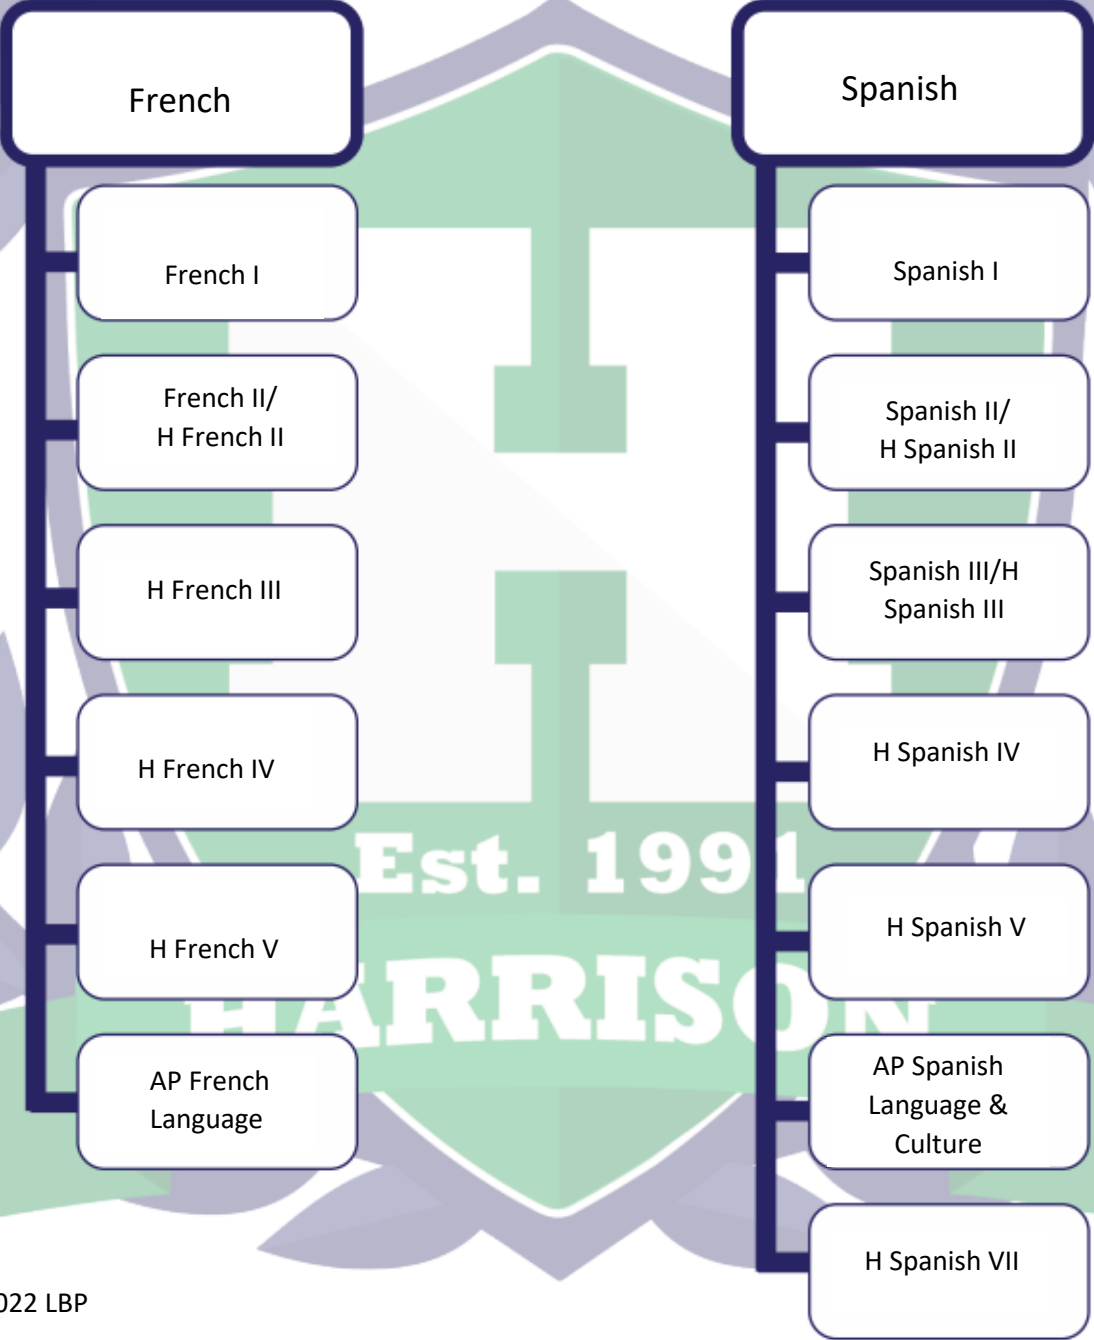 French
French I
French II/
H French II
H French III
H French IV
H French V
AP French
Language
Spanish
Spanish I
Spanish II/
H Spanish II
Spanish III/H
Spanish III
H Spanish IV
H Spanish V
AP Spanish
Language &
Culture
H Spanish VII
Est. 1991
HARRISON
022 LBP